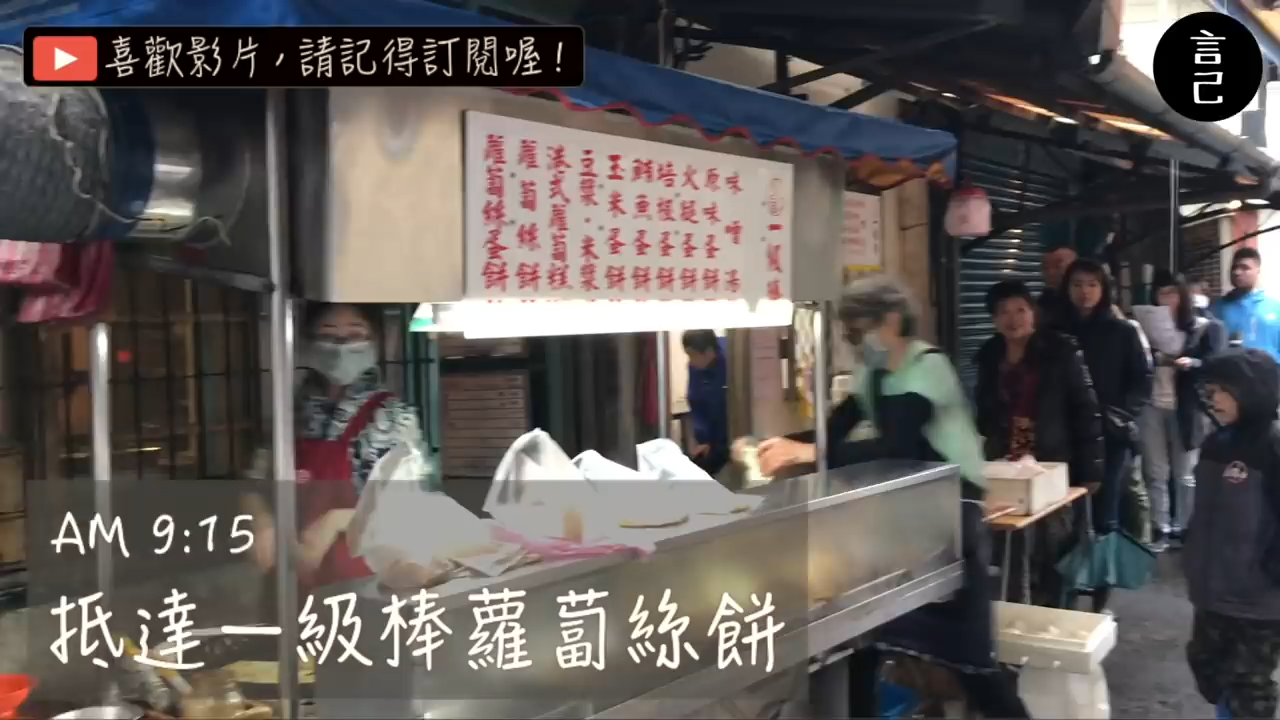 喜歡影片，請記得訂閱喔！
言己
味噌湯
原味蛋餅
火腿蛋餅
培根蛋餅
鮪魚蛋餅
玉米蛋餅
豆漿·米漿
港式蘿蔔糕
蘿蔔絲餅
蘿蔔絲蛋餅
AM 9:15
抵達一級棒蘿蔔絲餅